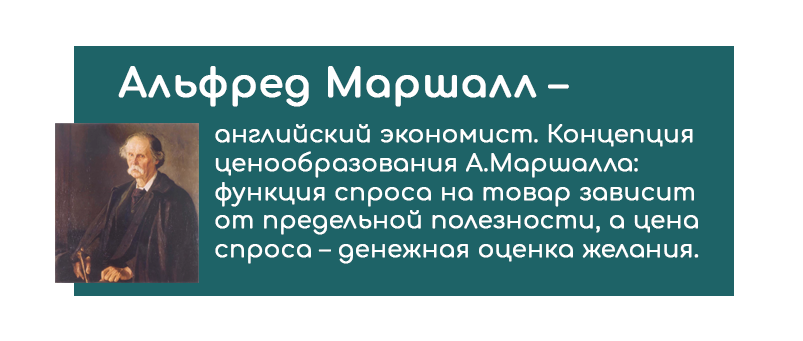 Альфред Маршалл –
английский экономист. Концепция
ценообразования А.Маршалла:
функция спроса на товар зависит
от предельной полезности, а цена
спроса – денежная оценка желания.